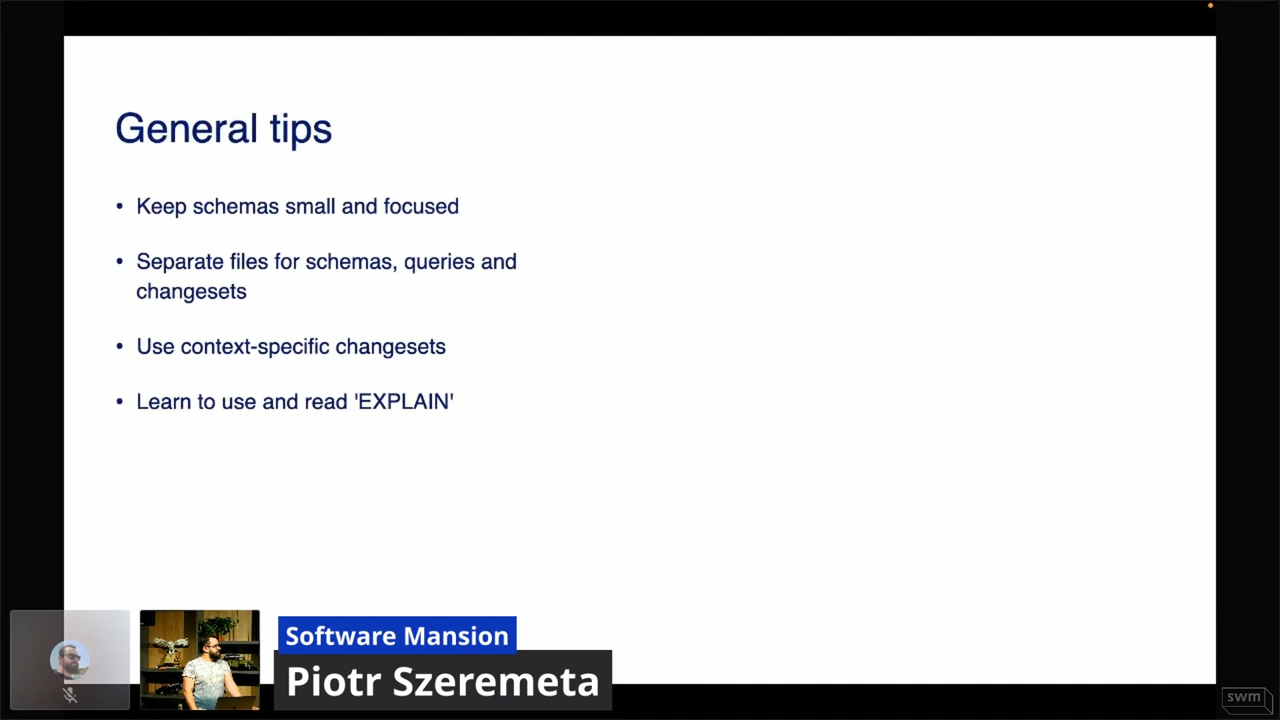 General tips
• Keep schemas small and focused
• Separate files for schemas, queries and
changesets
• Use context-specific changesets
• Learn to use and read 'EXPLAIN'
Software Mansion
Piotr Szeremeta
swm